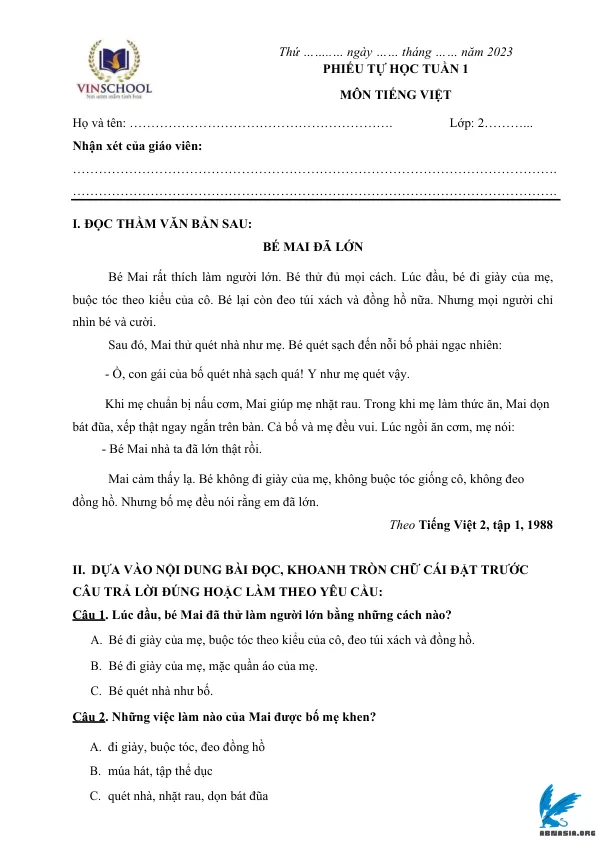 Thứ ……..… ngày …… tháng …… năm 2023
VINSCHOOL
Nơi ươm mầm tinh hoa
PHIẾU TỰ HỌC TUẦN 1
MÔN TIẾNG VIỆT
Họ và tên: ……………………………………………………. Lớp: 2………...
Nhận xét của giáo viên:
………………………………………………………………………………………………….
………………………………………………………………………………………………….
I. ĐỌC THẦM VĂN BẢN SAU:
BÉ MAI ĐÃ LỚN
Bé Mai rất thích làm người lớn. Bé thử đủ mọi cách. Lúc đầu, bé đi giày của mẹ,
buộc tóc theo kiểu của cô. Bé lại còn đeo túi xách và đồng hồ nữa. Nhưng mọi người chỉ
nhìn bé và cười.
Sau đó, Mai thử quét nhà như mẹ. Bé quét sạch đến nỗi bố phải ngạc nhiên:
- Ồ, con gái của bố quét nhà sạch quá! Y như mẹ quét vậy.
Khi mẹ chuẩn bị nấu cơm, Mai giúp mẹ nhặt rau. Trong khi mẹ làm thức ăn, Mai dọn
bát đũa, xếp thật ngay ngắn trên bàn. Cả bố và mẹ đều vui. Lúc ngồi ăn cơm, mẹ nói:
- Bé Mai nhà ta đã lớn thật rồi.
Mai cảm thấy lạ. Bé không đi giày của mẹ, không buộc tóc giống cô, không đeo
đồng hồ. Nhưng bố mẹ đều nói rằng em đã lớn.
Theo Tiếng Việt 2, tập 1, 1988
II. DỰA VÀO NỘI DUNG BÀI ĐỌC, KHOANH TRÒN CHỮ CÁI ĐẶT TRƯỚC
CÂU TRẢ LỜI ĐÚNG HOẶC LÀM THEO YÊU CẦU:
Câu 1. Lúc đầu, bé Mai đã thử làm người lớn bằng những cách nào?
A. Bé đi giày của mẹ, buộc tóc theo kiểu của cô, đeo túi xách và đồng hồ.
B. Bé đi giày của mẹ, mặc quần áo của mẹ.
C. Bé quét nhà như bố.
Câu 2. Những việc làm nào của Mai được bố mẹ khen?
A. đi giày, buộc tóc, đeo đồng hồ
B. múa hát, tập thể dục
C. quét nhà, nhặt rau, dọn bát đũa
ABNASIA.ORG